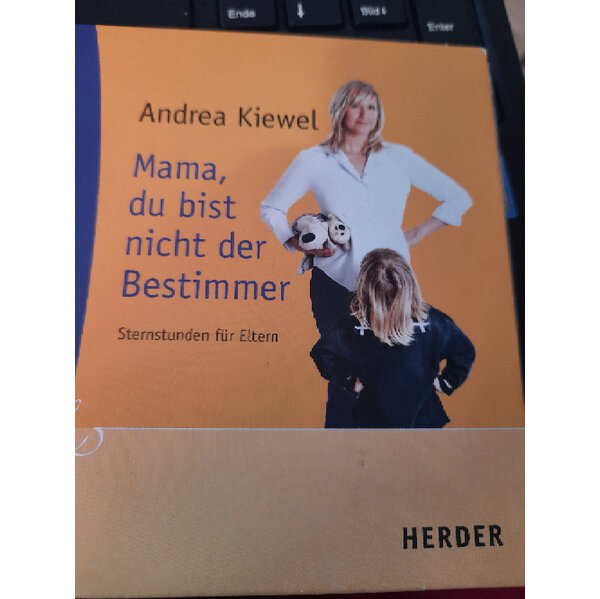 Ende
↓
Bild↓
Enter
Andrea Kiewel
Mama,
du bist
nicht der
Bestimmer
Sternstunden für Eltern
HERDER